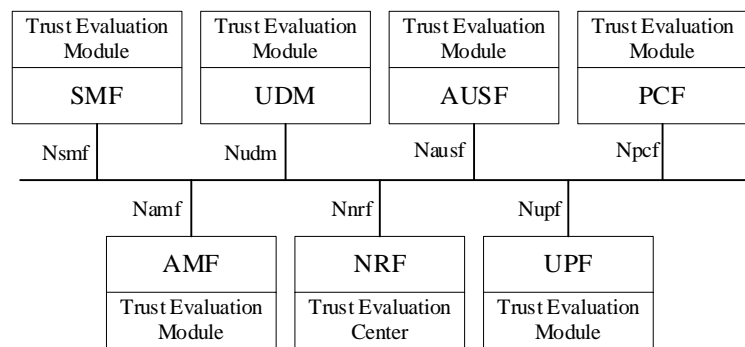 Trust Evaluation
Module
SMF
Trust Evaluation
Module
UDM
Trust Evaluation
Module
AUSF
Trust Evaluation
Module
PCF
Nsmf
Nudm
Nausf
Npcf
Namf
Nnrf
Nupf
AMF
Trust Evaluation
Module
NRF
Trust Evaluation
Center
UPF
Trust Evaluation
Module